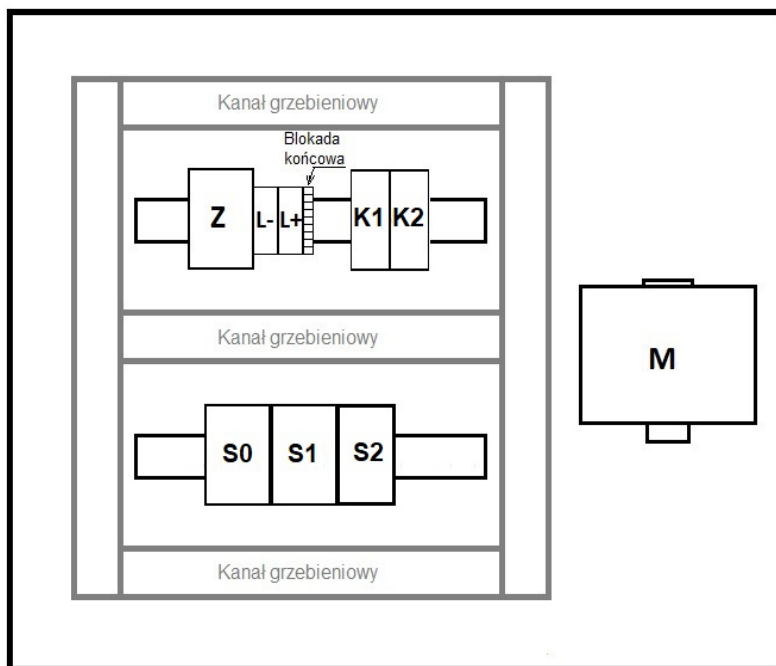 Kanał grzebieniowy
Blokada
końcowa
Z
L-
L+
K1
K2
Kanał grzebieniowy
M
S0
S1
S2
Kanał grzebieniowy